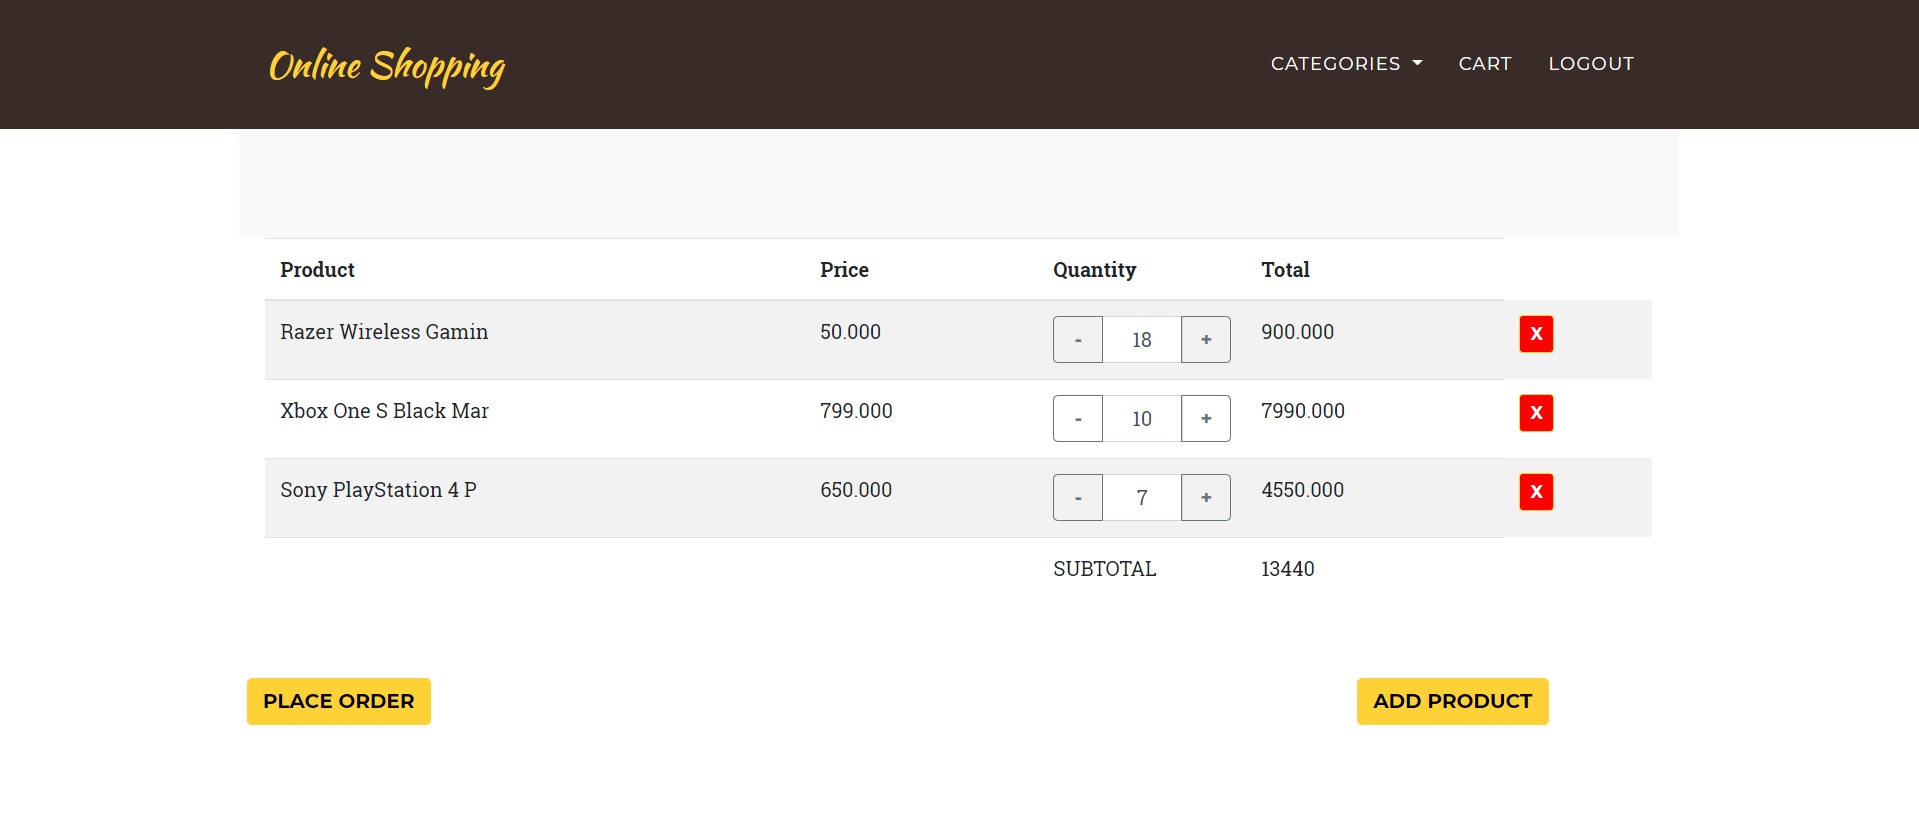 Online Shopping
CATEGORIES CART LOGOUT
Product Price Quantity Total
Razer Wireless Gamin 50.000 - 18 + 900.000 X
Xbox One S Black Mar 799.000 - 10 + 7990.000 X
Sony PlayStation 4 P 650.000 - 7 + 4550.000 X
SUBTOTAL 13440
PLACE ORDER ADD PRODUCT